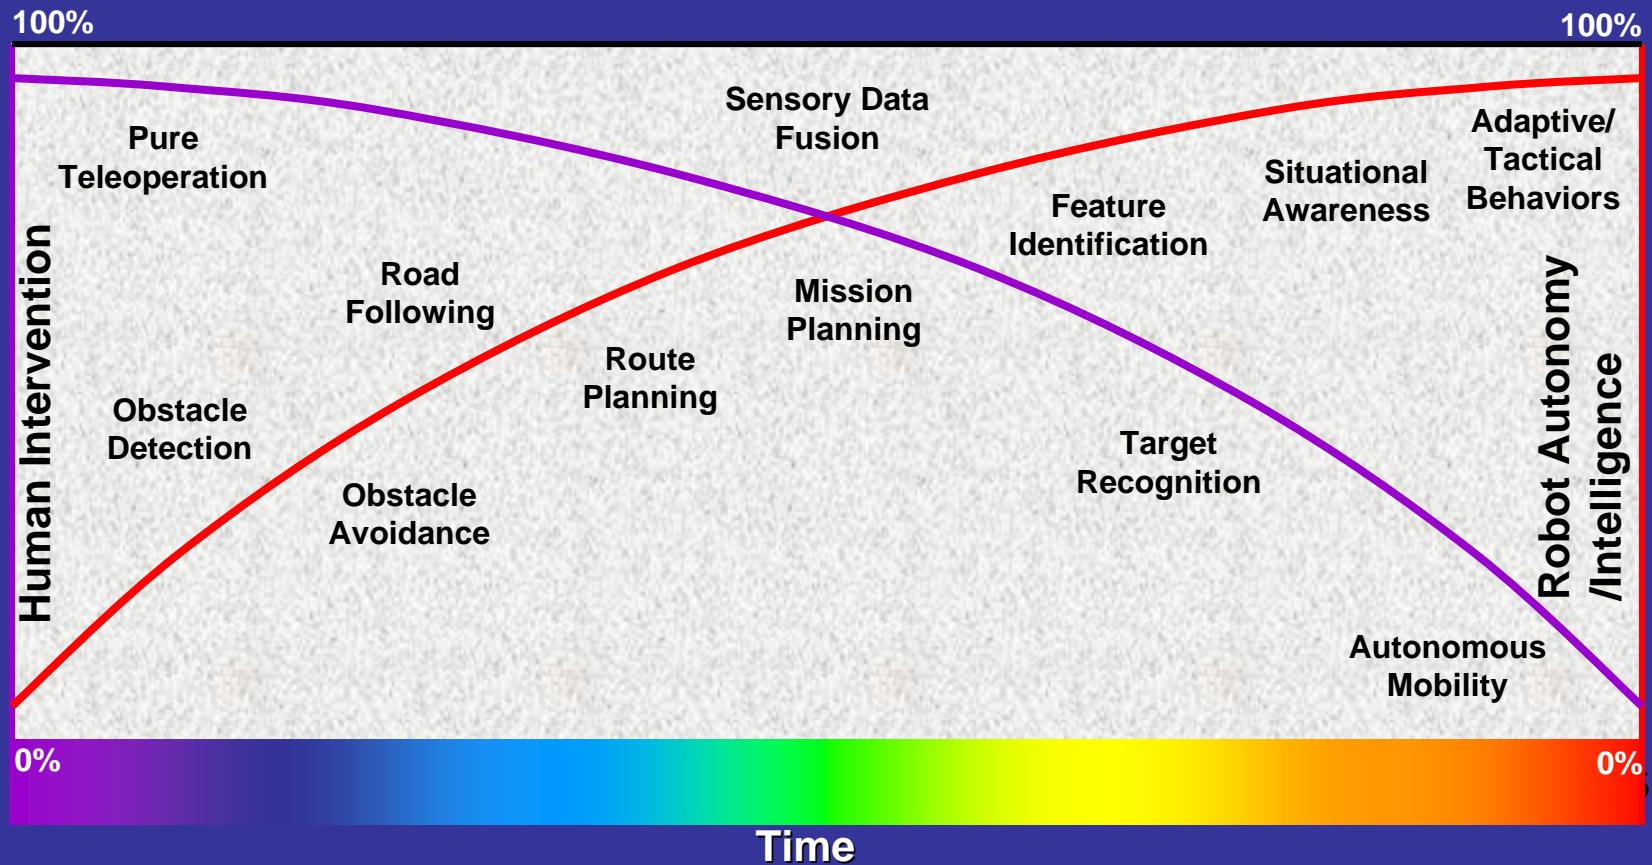 100%
100%
Sensory Data
Fusion
Pure
Teleoperation
Adaptive/
Tactical
Behaviors
Situational
Awareness
Feature
Identification
Road
Following
Mission
Planning
Route
Planning
Obstacle
Detection
Obstacle
Avoidance
Target
Recognition
Human Intervention
Robot Autonomy
/Intelligence
Autonomous
Mobility
0%
0%
Time